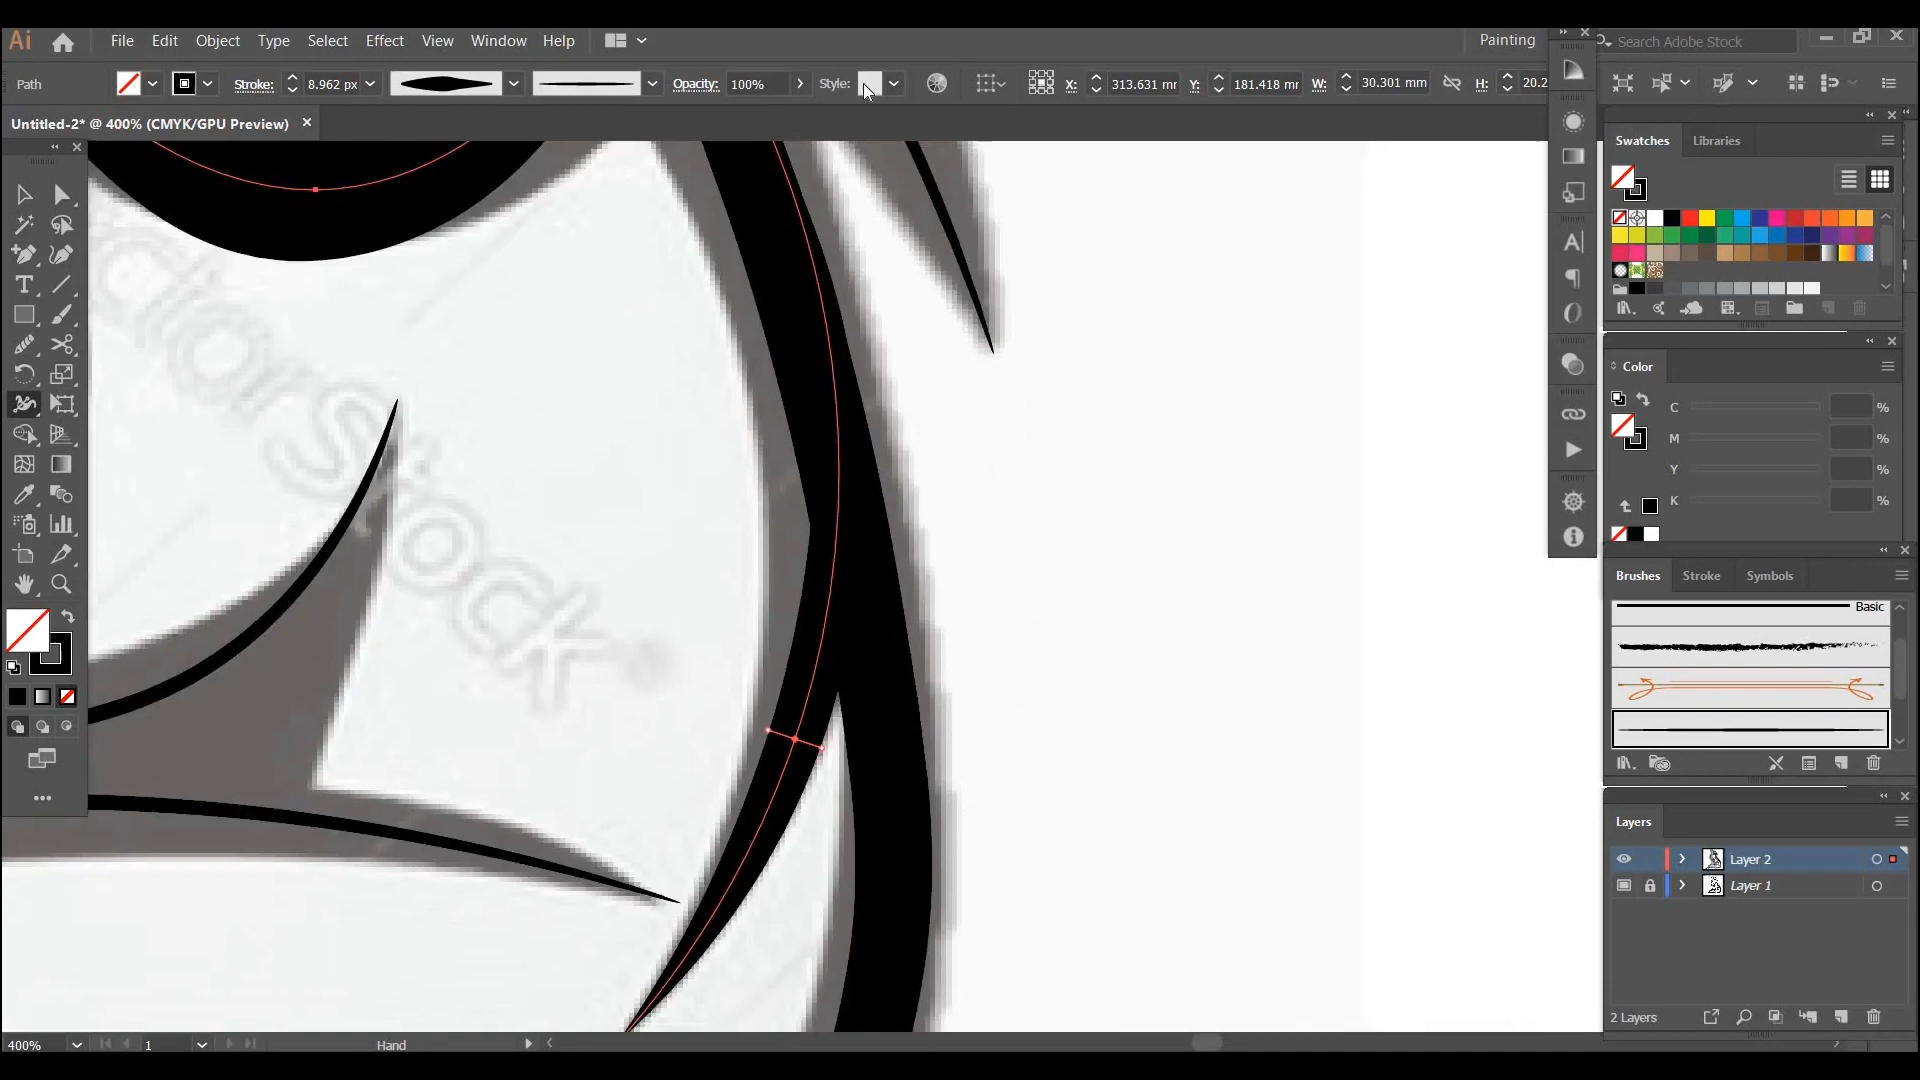 Ai File Edit Object Type Select Effect View Window Help Painting Search Adobe Stock
Path Stroke: 8.962 px Opacity: 100% Style: X: 313.631 mr Y: 181.418 mr W: 30.301 mm H: 20.2
Untitled-2* @ 400% (CMYK/GPU Preview)
Swatches Libraries
Color
C %
M %
Y %
K %
Brushes Stroke Symbols
Basic
Layers
Layer 2
Layer 1
2 Layers
400% 1 Hand